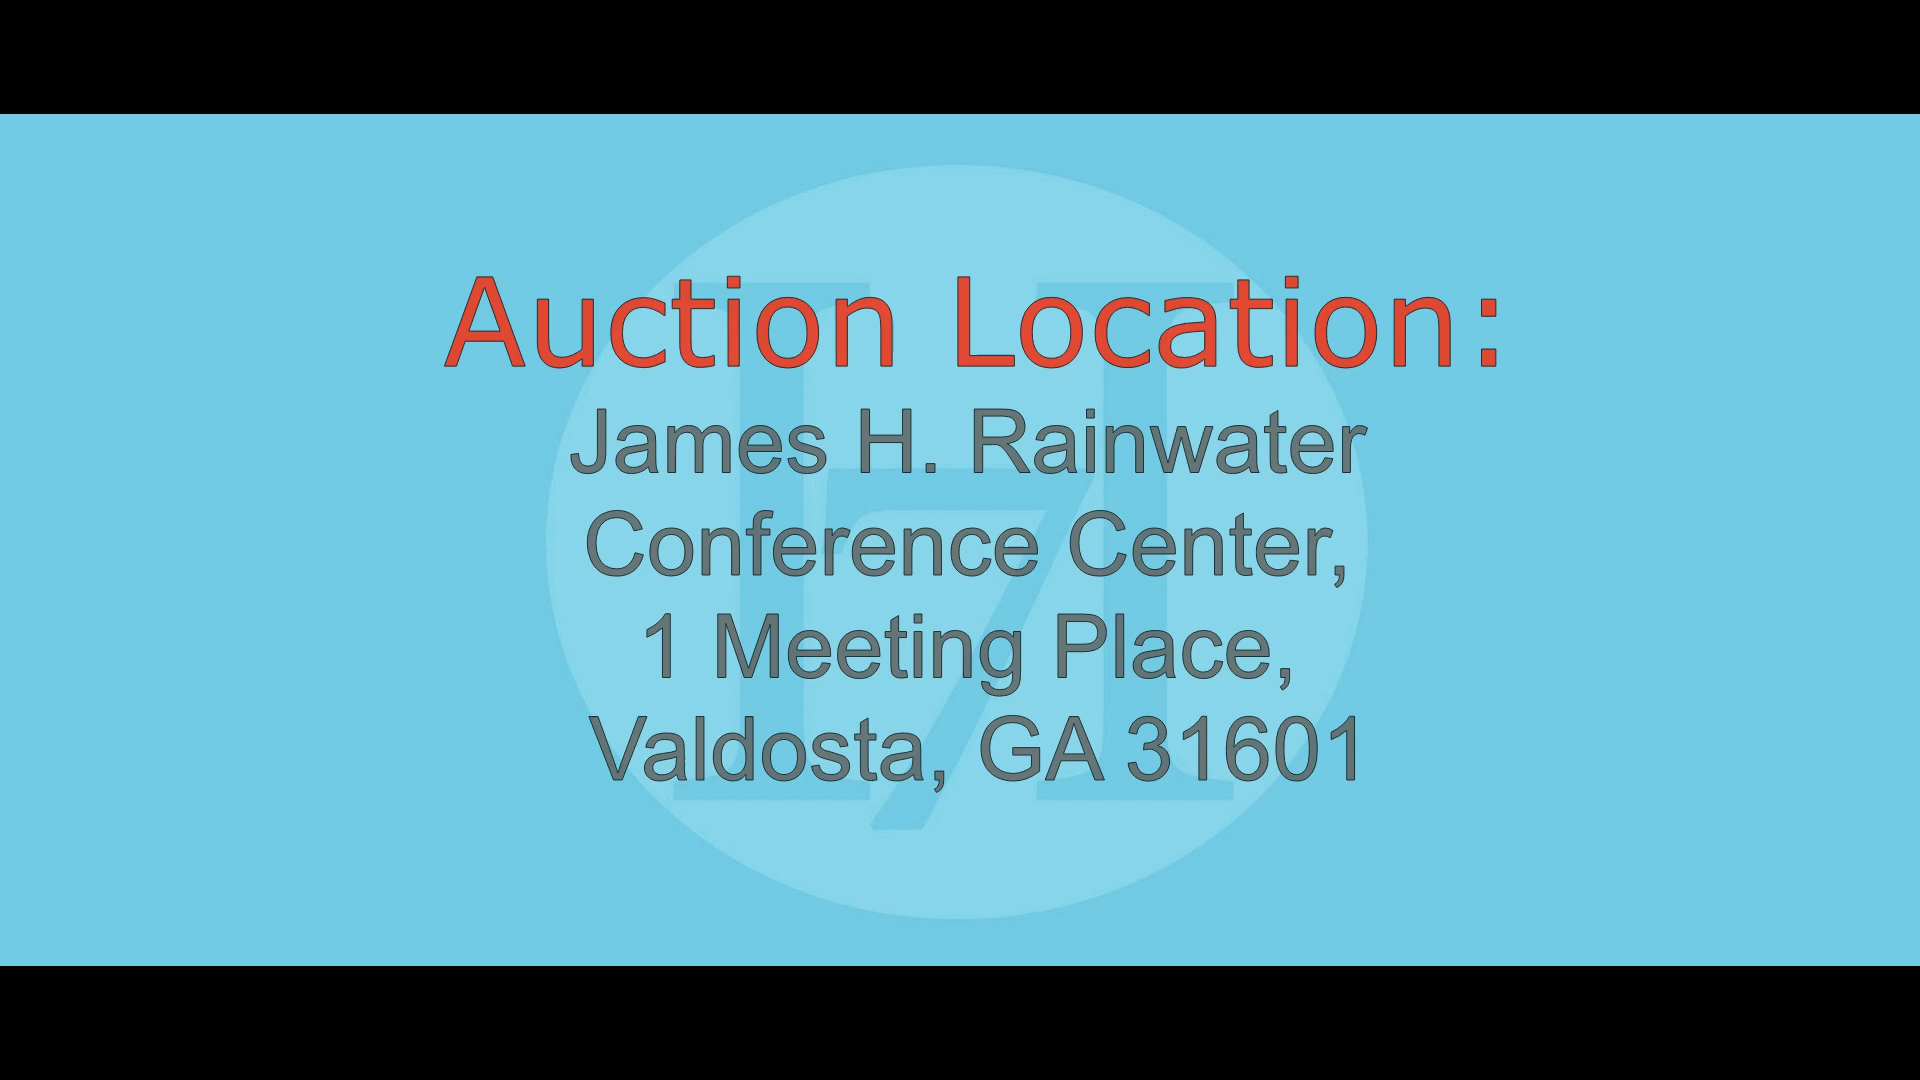 Auction Location:
James H. Rainwater
Conference Center,
1 Meeting Place,
Valdosta, GA 31601